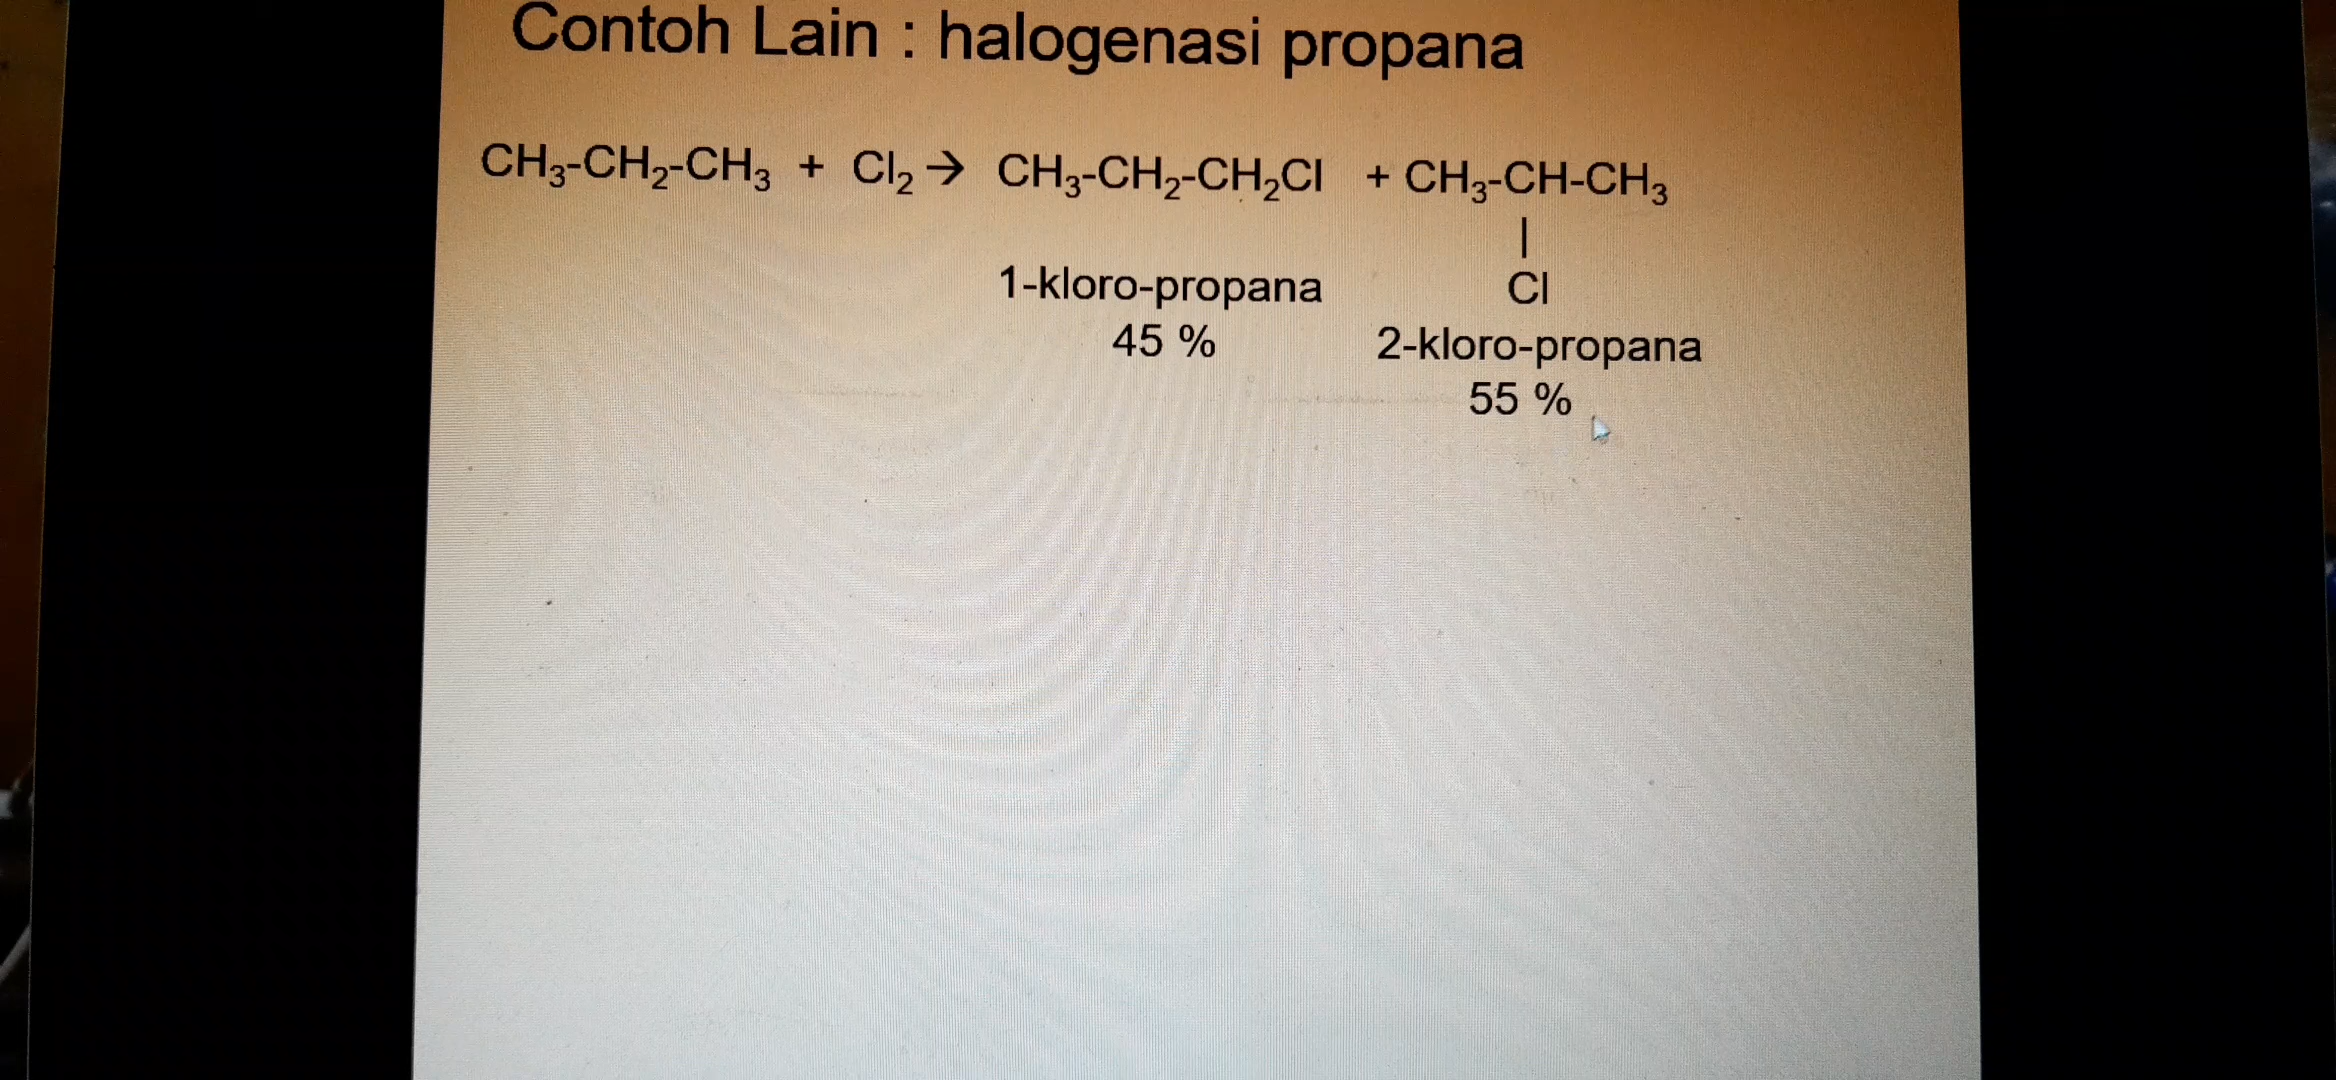 Contoh Lain : halogenasi propana
CH₃-CH₂-CH₃ + Cl₂ → CH₃-CH₂-CH₂Cl + CH₃-CH-CH₃
|
Cl
1-kloro-propana
45 %
2-kloro-propana
55 %